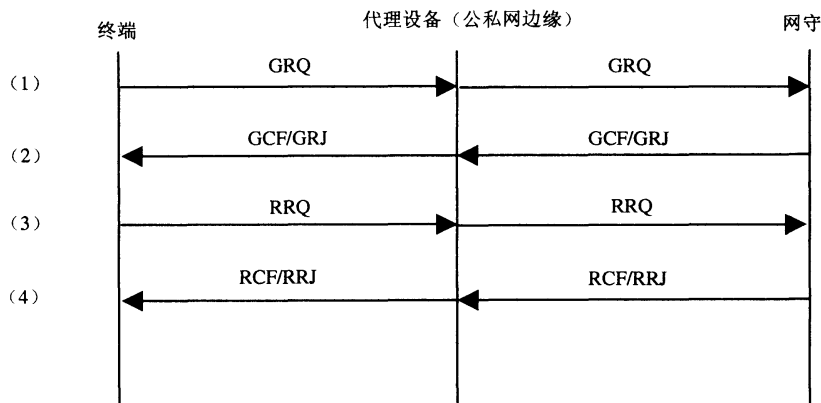 终端
代理设备（公私网边缘）
网守
（1）
GRQ
GRQ
（2）
GCF/GRJ
GCF/GRJ
（3）
RRQ
RRQ
（4）
RCF/RRJ
RCF/RRJ